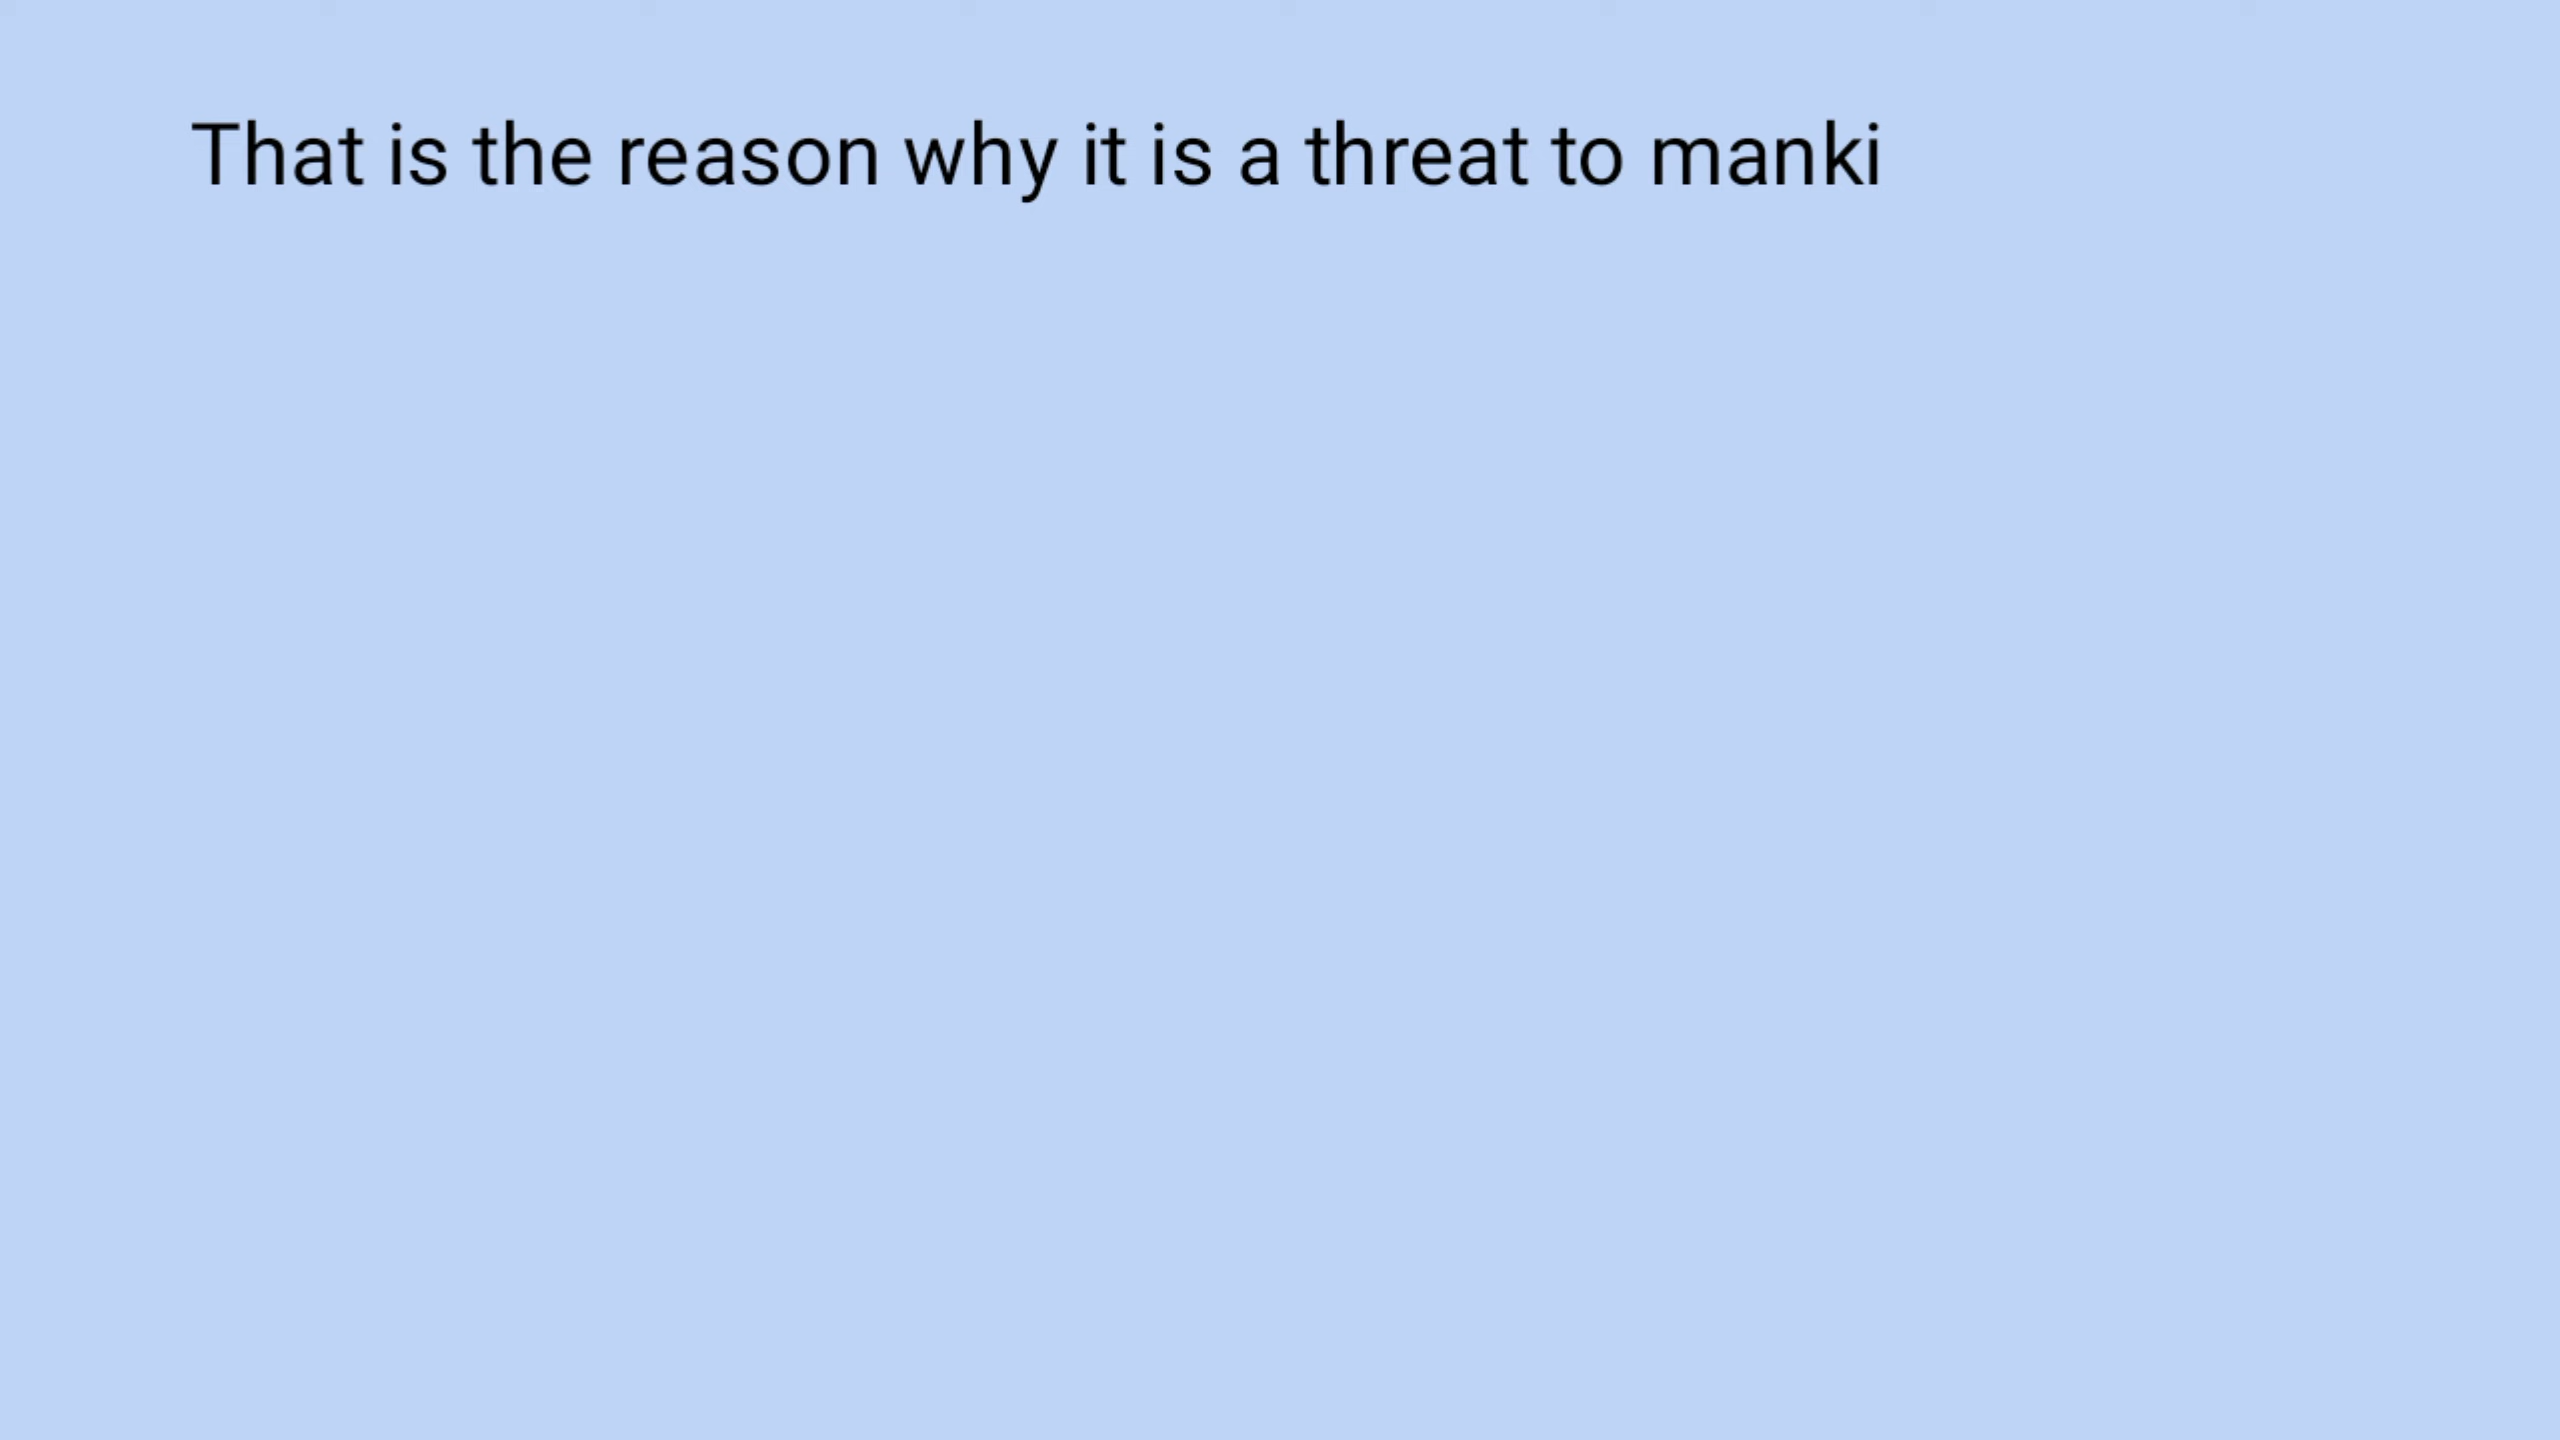 That is the reason why it is a threat to manki